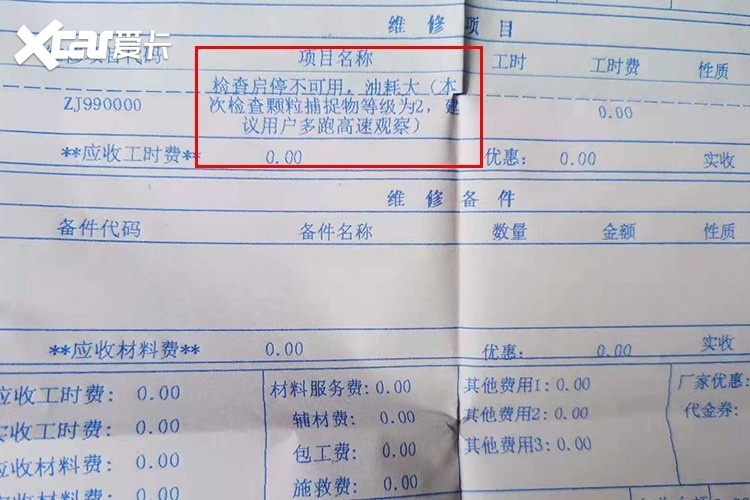 Xcar爱卡
维 修 项 目
项目名称 工时 工时费 性质
检查启停不可用，油耗大（本
ZJ990000 次检查颗粒捕捉物等级为2，建 0.00
议用户多跑高速观察）
**应收工时费* 0.00 优惠: 0.00 实收
维 修 备 件
备件代码 备件名称 数量 金额 性质
**应收材料费** 0.00 优惠: 0.00 实收
应收工时费: 0.00 材料服务费: 0.00 其他费用1: 0.00 厂家优惠:
实收工时费: 0.00 辅材费: 0.00 其他费用2: 0.00 代金券:
应收材料费: 0.00 包工费: 0.00 其他费用3: 0.00
实收材料费: 0.00 施救费: 0.00